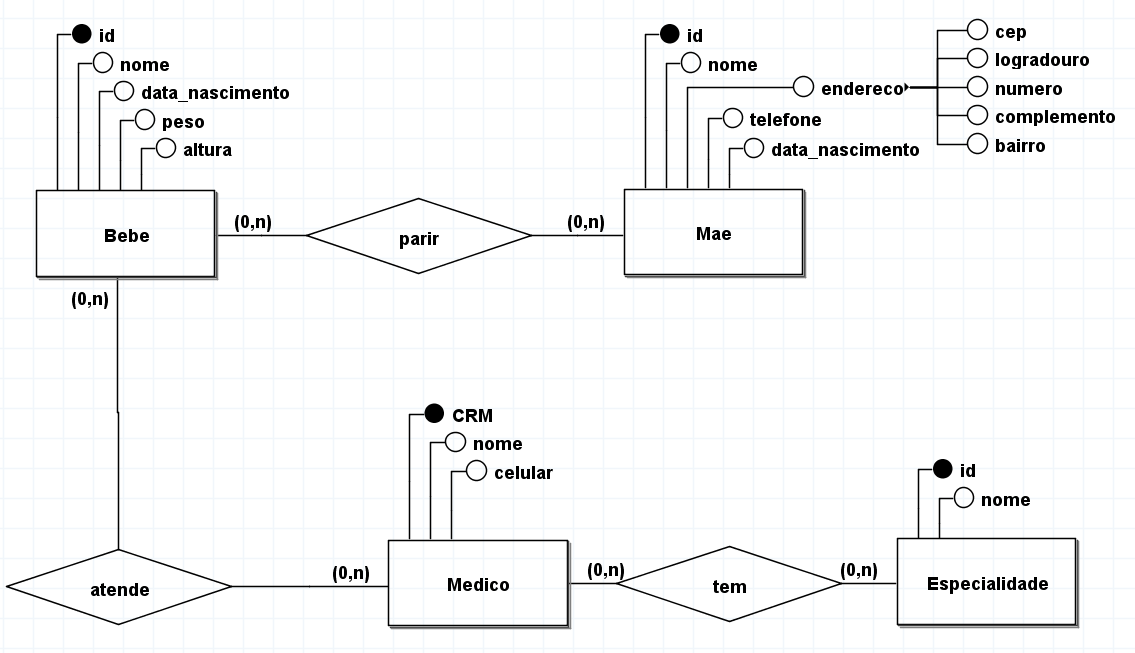 id
nome
data_nascimento
peso
altura
Bebe
(0,n)
parir
(0,n)
id
nome
endereco
telefone
data_nascimento
cep
logradouro
numero
complemento
bairro
Mae
(0,n)
atende
(0,n)
CRM
nome
celular
Medico
(0,n)
tem
(0,n)
id
nome
Especialidade